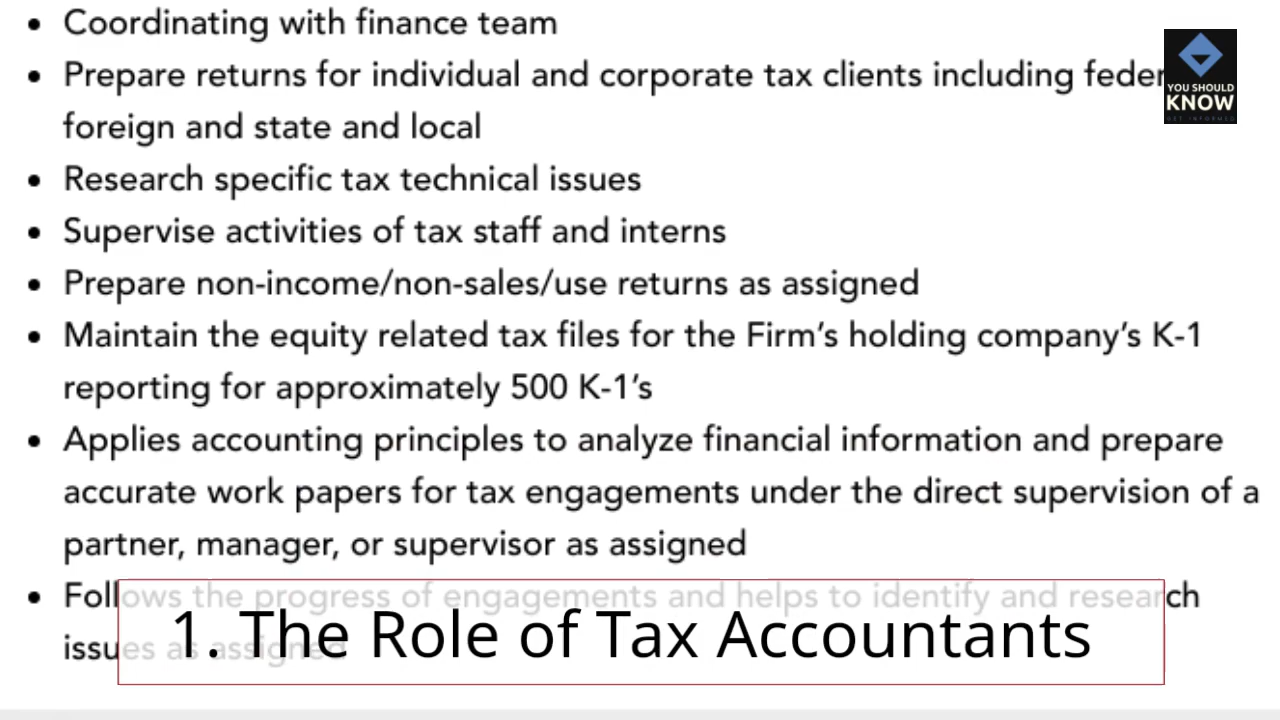 • Coordinating with finance team
• Prepare returns for individual and corporate tax clients including feder
foreign and state and local
• Research specific tax technical issues
• Supervise activities of tax staff and interns
• Prepare non-income/non-sales/use returns as assigned
• Maintain the equity related tax files for the Firm’s holding company’s K-1
reporting for approximately 500 K-1’s
• Applies accounting principles to analyze financial information and prepare
accurate work papers for tax engagements under the direct supervision of a
partner, manager, or supervisor as assigned
• Follows the progress of engagements and helps to identify and research
issues as assigned
1. The Role of Tax Accountants
YOU SHOULD
KNOW
GET INFORMED